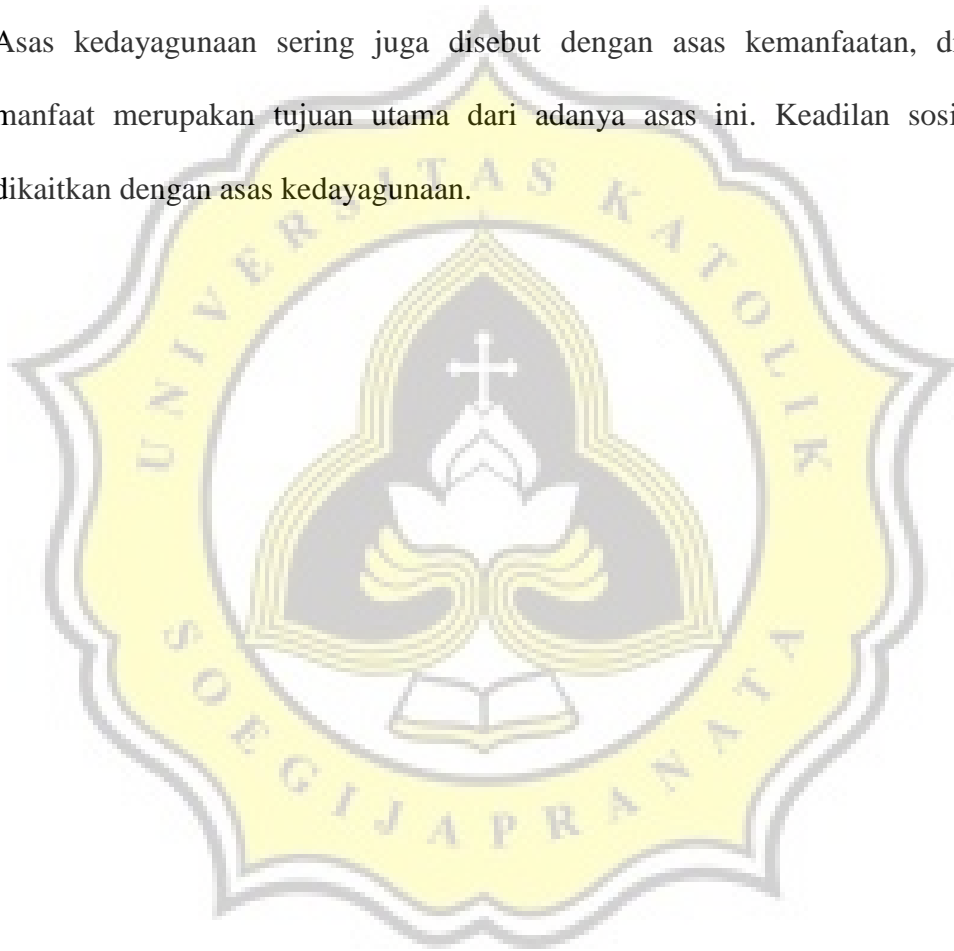 Asas kedayagunaan sering juga disebut dengan asas kemanfaatan,
manfaat merupakan tujuan utama dari adanya asas ini. Keadilan
dikaitkan dengan asas kedayagunaan.
UNIVERSITAS KATOLIK
SOEGIJAPRANATA